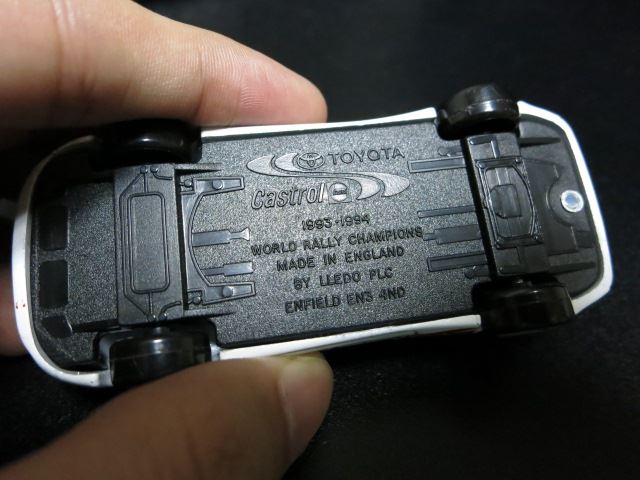 TOYOTA
Castrol
1993-1994
WORLD RALLY CHAMPIONS
MADE IN ENGLAND
BY LLEDO PLC
ENFIELD EN3 4ND